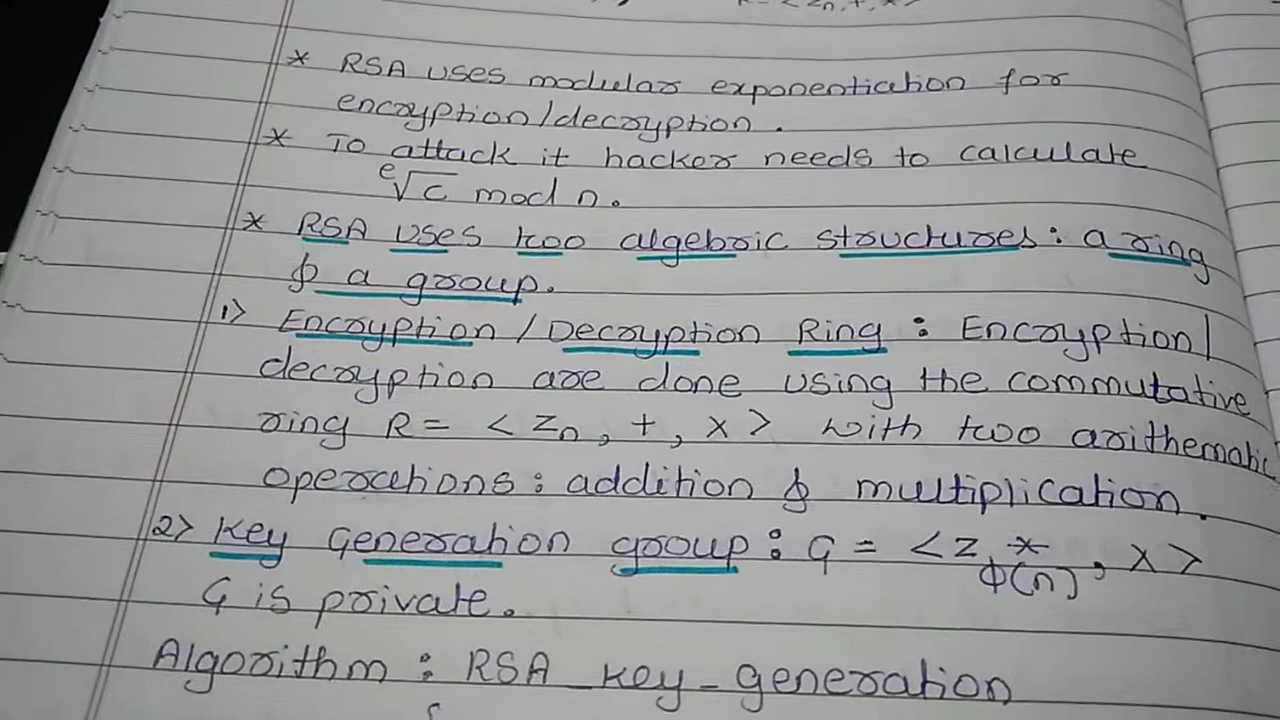 R = < Zn, +, × >
* RSA uses modular exponentiation for
encryption/decryption.
* To attack it hacker needs to calculate
e√c mod n.
* RSA uses two algebric structures: a ring
& a group.
1> Encryption / Decryption Ring : Encryption/
decryption are done using the commutative
ring R = < Zn, +, × > with two arithematic
operations: addition & multiplication.
2> Key Generation group : G = < Z*φ(n), × >
G is private.
Algorithm : RSA_key_generation